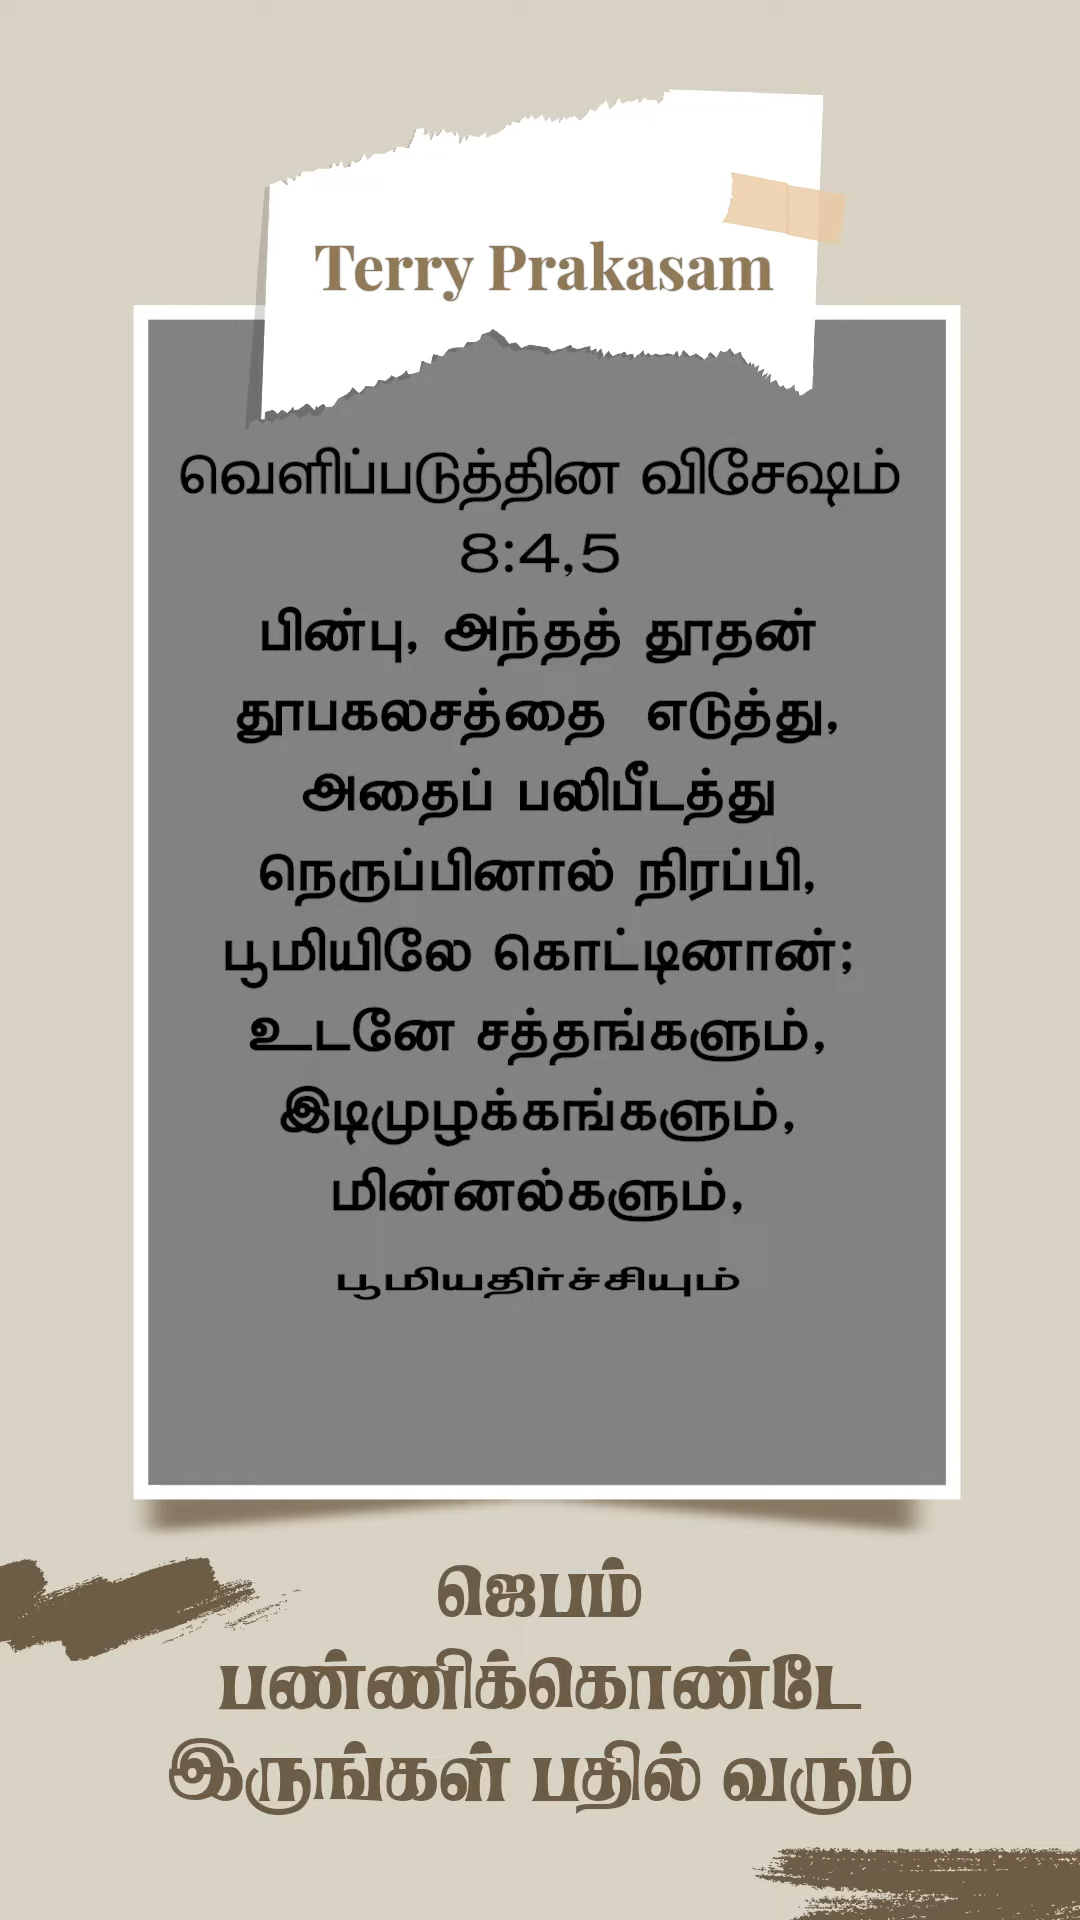 Terry Prakasam
வெளிப்படுத்தின விசேஷம்
8:4,5
பின்பு, அந்தத் தூதன்
தூபகலசத்தை எடுத்து,
அதைப் பலிபீடத்து
நெருப்பினால் நிரப்பி,
பூமியிலே கொட்டினான்;
உடனே சத்தங்களும்,
இடிமுழக்கங்களும்,
மின்னல்களும்,
பூமியதிர்ச்சியும்
ஜெபம்
பண்ணிக்கொண்டே
இருங்கள் பதில் வரும்